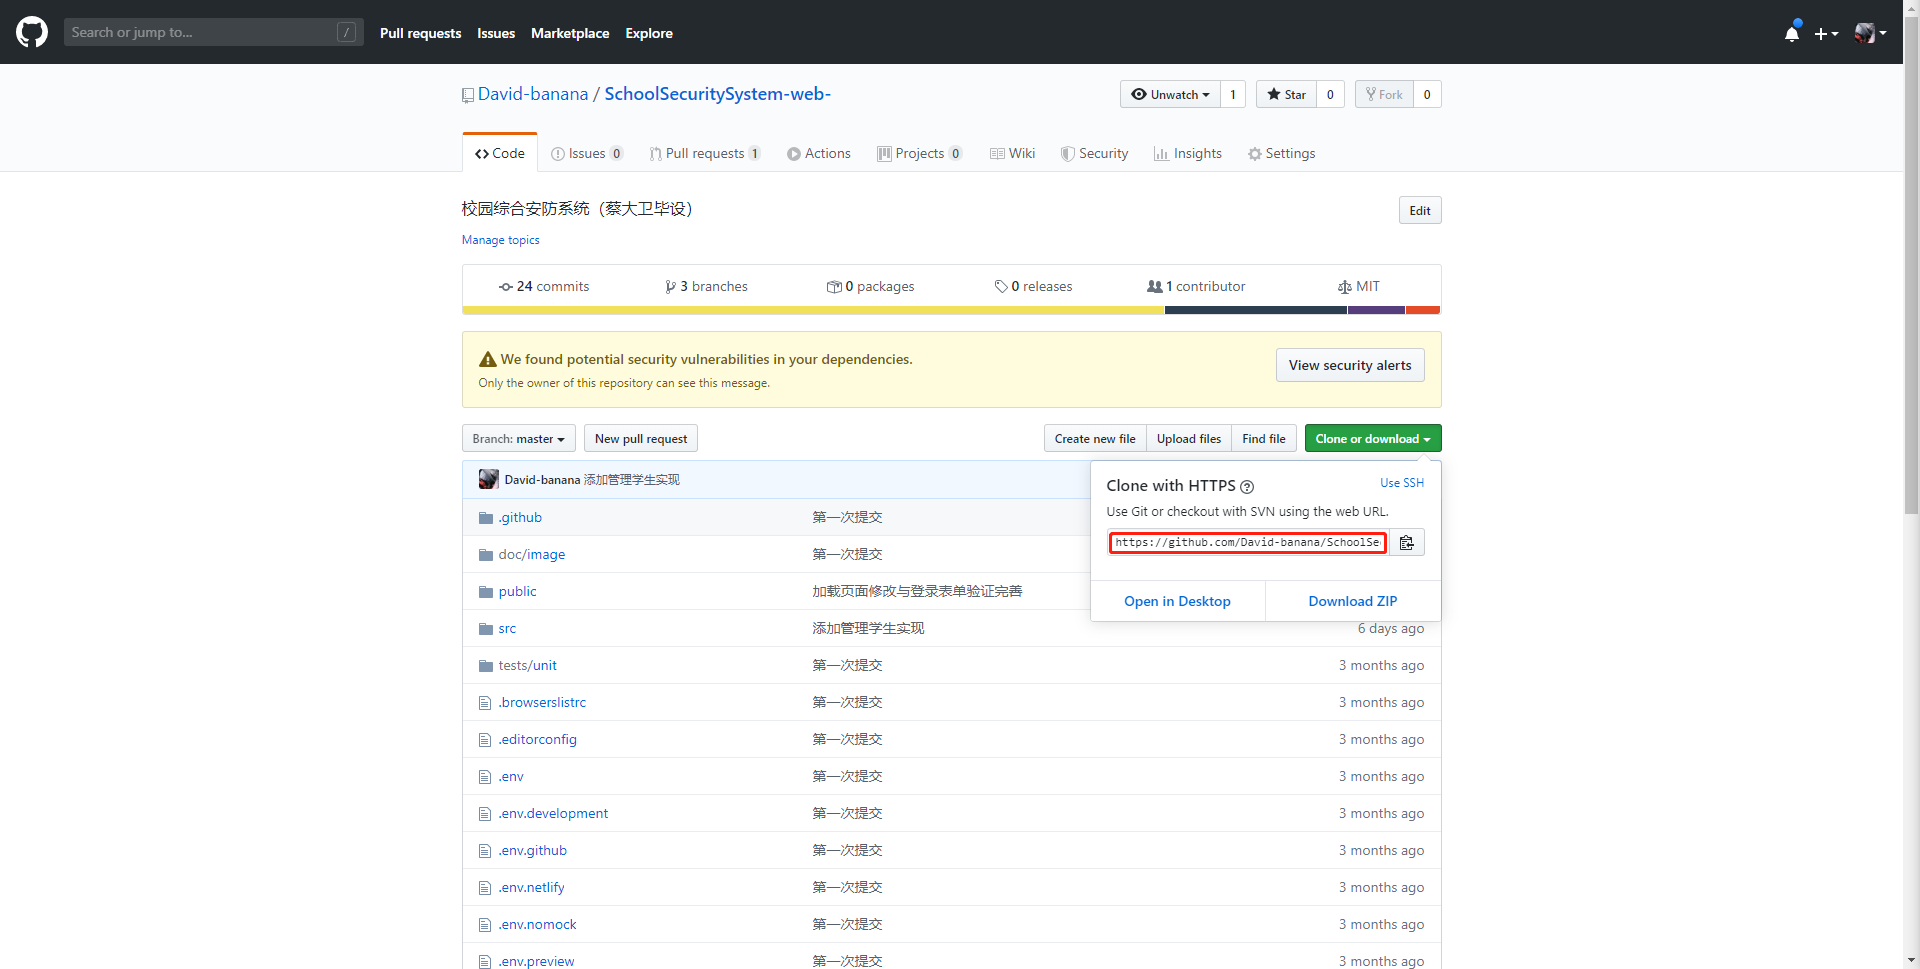 Search or jump to... /
Pull requests Issues Marketplace Explore
David-banana / SchoolSecuritySystem-web-
Unwatch 1 Star 0 Fork 0
Code Issues 0 Pull requests 1 Actions Projects 0 Wiki Security Insights Settings
校园综合安防系统（蔡大卫毕设） Edit
Manage topics
24 commits 3 branches 0 packages 0 releases 1 contributor MIT
We found potential security vulnerabilities in your dependencies.
Only the owner of this repository can see this message.
View security alerts
Branch: master New pull request Create new file Upload files Find file Clone or download
David-banana 添加管理学生实现
Clone with HTTPS ? Use SSH
Use Git or checkout with SVN using the web URL.
https://github.com/David-banana/SchoolSe
Open in Desktop Download ZIP
.github 第一次提交
doc/image 第一次提交
public 加载页面修改与登录表单验证完善
src 添加管理学生实现 6 days ago
tests/unit 第一次提交 3 months ago
.browserslistrc 第一次提交 3 months ago
.editorconfig 第一次提交 3 months ago
.env 第一次提交 3 months ago
.env.development 第一次提交 3 months ago
.env.github 第一次提交 3 months ago
.env.netlify 第一次提交 3 months ago
.env.nomock 第一次提交 3 months ago
.env.preview 第一次提交 3 months ago